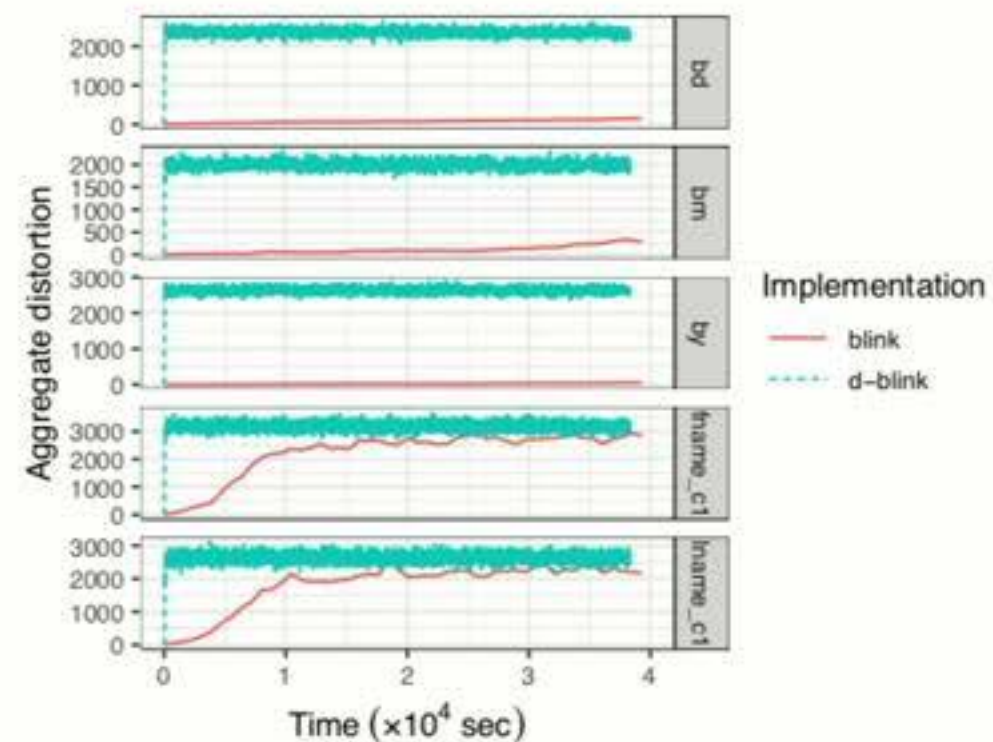 Aggregate distortion
2000
1000
0
bd
2000
1500
1000
500
0
bm
3000
2000
1000
0
by
3000
2000
1000
0
fname_c1
3000
2000
1000
0
lname_c1
0 1 2 3 4
Time (×10⁴ sec)
Implementation
blink
d-blink